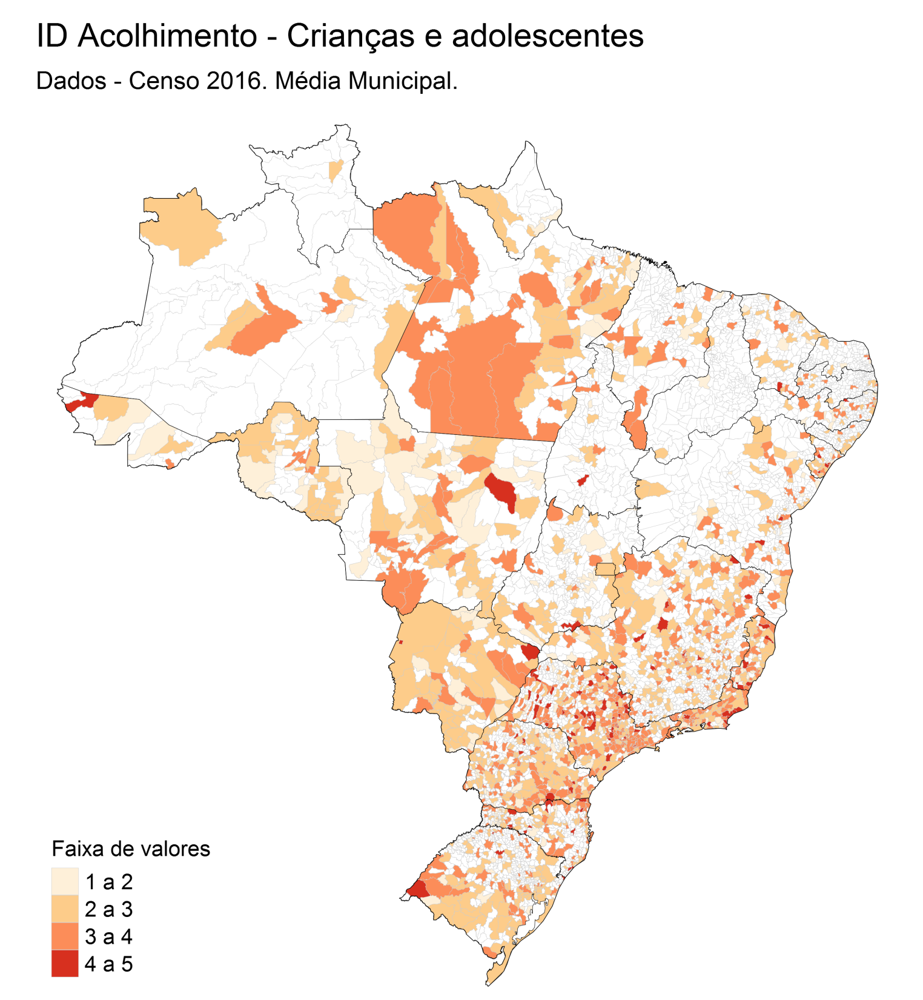 ID Acolhimento - Crianças e adolescentes
Dados - Censo 2016. Média Municipal.
Faixa de valores
1 a 2
2 a 3
3 a 4
4 a 5